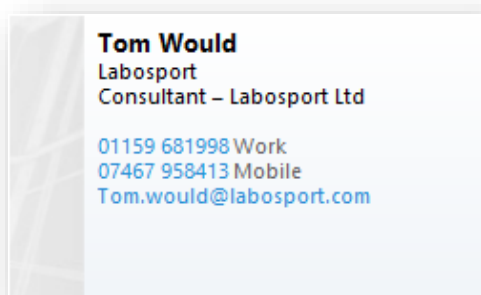 Tom Would
Labosport
Consultant – Labosport Ltd
01159 681998 Work
07467 958413 Mobile
Tom.would@labosport.com